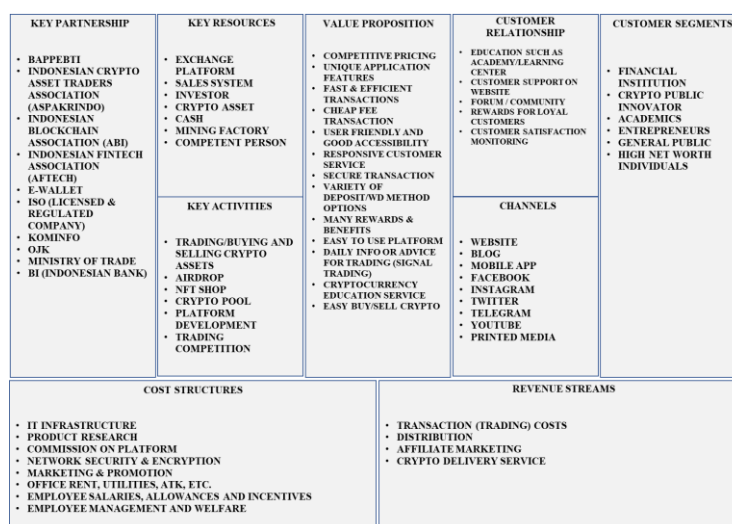 KEY PARTNERSHIP
• BAPPEBTI
• INDONESIAN CRYPTO
ASSET TRADERS
ASSOCIATION
(ASPAKRINDO)
• INDONESIAN
BLOCKCHAIN
ASSOCIATION (ABI)
• INDONESIAN FINTECH
ASSOCIATION
(AFTECH)
• E-WALLET
• ISO (LICENSED &
REGULATED
COMPANY)
• KOMINFO
• OJK
• MINISTRY OF TRADE
• BI (INDONESIAN BANK)
KEY RESOURCES
• EXCHANGE
PLATFORM
• SALES SYSTEM
• INVESTOR
• CRYPTO ASSET
• CASH
• MINING FACTORY
• COMPETENT PERSON
KEY ACTIVITIES
• TRADING/BUYING AND
SELLING CRYPTO
ASSETS
• AIRDROP
• NFT SHOP
• CRYPTO POOL
• PLATFORM
DEVELOPMENT
• TRADING
COMPETITION
VALUE PROPOSITION
• COMPETITIVE PRICING
• UNIQUE APPLICATION
FEATURES
• FAST & EFFICIENT
TRANSACTIONS
• CHEAP FEE
TRANSACTION
• USER FRIENDLY AND
GOOD ACCESSIBILITY
• RESPONSIVE CUSTOMER
SERVICE
• SECURE TRANSACTION
• VARIETY OF
DEPOSIT/WD METHOD
OPTIONS
• MANY REWARDS &
BENEFITS
• EASY TO USE PLATFORM
• DAILY INFO OR ADVICE
FOR TRADING (SIGNAL
TRADING)
• CRYPTOCURRENCY
EDUCATION SERVICE
• EASY BUY/SELL CRYPTO
CUSTOMER
RELATIONSHIP
• EDUCATION SUCH AS
ACADEMY/LEARNING
CENTER
• CUSTOMER SUPPORT ON
WEBSITE
• FORUM / COMMUNITY
• REWARDS FOR LOYAL
CUSTOMERS
• CUSTOMER SATISFACTION
MONITORING
CHANNELS
• WEBSITE
• BLOG
• MOBILE APP
• FACEBOOK
• INSTAGRAM
• TWITTER
• TELEGRAM
• YOUTUBE
• PRINTED MEDIA
CUSTOMER SEGMENTS
• FINANCIAL
INSTITUTION
• CRYPTO PUBLIC
INNOVATOR
• ACADEMICS
• ENTREPRENEURS
• GENERAL PUBLIC
• HIGH NET WORTH
INDIVIDUALS
COST STRUCTURES
• IT INFRASTRUCTURE
• PRODUCT RESEARCH
• COMMISSION ON PLATFORM
• NETWORK SECURITY & ENCRYPTION
• MARKETING & PROMOTION
• OFFICE RENT, UTILITIES, ATK, ETC.
• EMPLOYEE SALARIES, ALLOWANCES AND INCENTIVES
• EMPLOYEE MANAGEMENT AND WELFARE
REVENUE STREAMS
• TRANSACTION (TRADING) COSTS
• DISTRIBUTION
• AFFILIATE MARKETING
• CRYPTO DELIVERY SERVICE